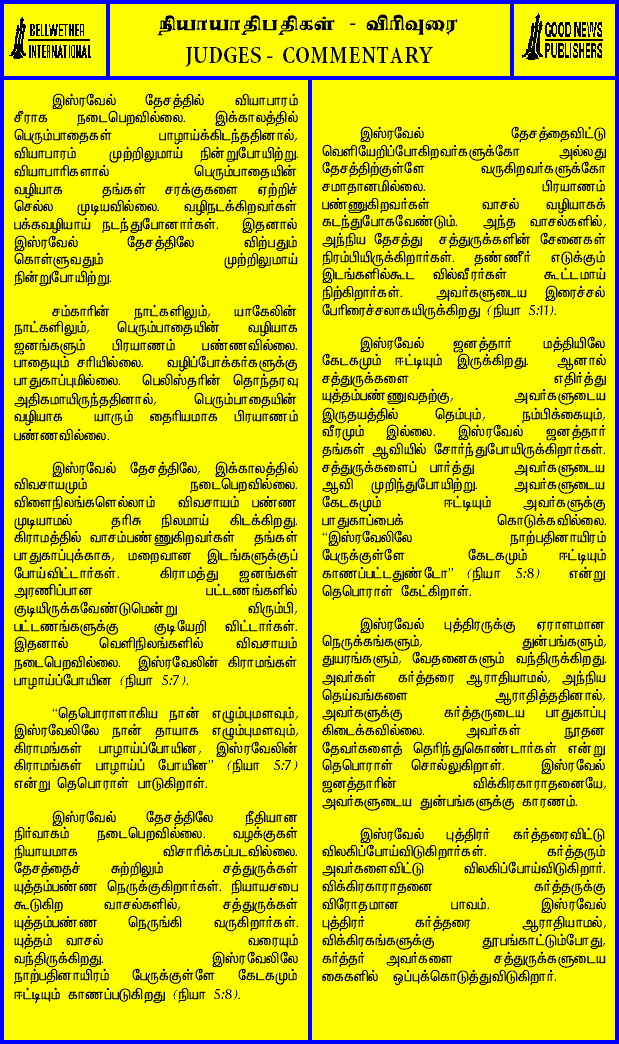 BELLWETHER
INTERNATIONAL
நியாயாதிபதிகள் - விரிவுரை
JUDGES - COMMENTARY
GOOD NEWS
PUBLISHERS
இஸ்ரவேல் தேசத்தில் வியாபாரம்
சீராக நடைபெறவில்லை. இக்காலத்தில்
பெரும்பாதைகள் பாழாய்க்கிடந்ததினால்,
வியாபாரம் முற்றிலுமாய் நின்றுபோயிற்று.
வியாபாரிகளால் பெரும்பாதையின்
வழியாக தங்கள் சரக்குகளை ஏற்றிச்
செல்ல முடியவில்லை. வழிநடக்கிறவர்கள்
பக்கவழியாய் நடந்துபோனார்கள். இதனால்
இஸ்ரவேல் தேசத்திலே விற்பதும்
கொள்ளுவதும் முற்றிலுமாய்
நின்றுபோயிற்று.
சம்காரின் நாட்களிலும், யாகேலின்
நாட்களிலும், பெரும்பாதையின் வழியாக
ஜனங்களும் பிரயாணம் பண்ணவில்லை.
பாதையும் சரியில்லை. வழிப்போக்கர்களுக்கு
பாதுகாப்புமில்லை. பெலிஸ்தரின் தொந்தரவு
அதிகமாயிருந்ததினால், பெரும்பாதையின்
வழியாக யாரும் தைரியமாக பிரயாணம்
பண்ணவில்லை.
இஸ்ரவேல் தேசத்திலே, இக்காலத்தில்
விவசாயமும் நடைபெறவில்லை.
விளைநிலங்களெல்லாம் விவசாயம் பண்ண
முடியாமல் தரிசு நிலமாய் கிடக்கிறது.
கிராமத்தில் வாசம்பண்ணுகிறவர்கள் தங்கள்
பாதுகாப்புக்காக, மறைவான இடங்களுக்குப்
போய்விட்டார்கள். கிராமத்து ஜனங்கள்
அரணிப்பான பட்டணங்களில்
குடியிருக்கவேண்டுமென்று விரும்பி,
பட்டணங்களுக்கு குடியேறி விட்டார்கள்.
இதனால் வெளிநிலங்களில் விவசாயம்
நடைபெறவில்லை. இஸ்ரவேலின் கிராமங்கள்
பாழாய்ப்போயின (நியா 5:7).
“தெபொராளாகிய நான் எழும்புமளவும்,
இஸ்ரவேலிலே நான் தாயாக எழும்புமளவும்,
கிராமங்கள் பாழாய்ப்போயின, இஸ்ரவேலின்
கிராமங்கள் பாழாய்ப் போயின” (நியா 5:7)
என்று தெபொராள் பாடுகிறாள்.
இஸ்ரவேல் தேசத்திலே நீதியான
நிர்வாகம் நடைபெறவில்லை. வழக்குகள்
நியாயமாக விசாரிக்கப்படவில்லை.
தேசத்தைச் சுற்றிலும் சத்துருக்கள்
யுத்தம்பண்ண நெருக்குகிறார்கள். நியாயசபை
கூடுகிற வாசல்களில், சத்துருக்கள்
யுத்தம்பண்ண நெருங்கி வருகிறார்கள்.
யுத்தம் வாசல் வரையும்
வந்திருக்கிறது. இஸ்ரவேலிலே
நாற்பதினாயிரம் பேருக்குள்ளே கேடகமும்
ஈட்டியும் காணப்படுகிறது (நியா 5:8).
இஸ்ரவேல் தேசத்தைவிட்டு
வெளியேறிப்போகிறவர்களுக்கோ அல்லது
தேசத்திற்குள்ளே வருகிறவர்களுக்கோ
சமாதானமில்லை. பிரயாணம்
பண்ணுகிறவர்கள் வாசல் வழியாகக்
கடந்துபோகவேண்டும். அந்த வாசல்களில்,
அந்நிய தேசத்து சத்துருக்களின் சேனைகள்
நிரம்பியிருக்கிறார்கள். தண்ணீர் எடுக்கும்
இடங்களில்கூட வில்வீரர்கள் கூட்டமாய்
நிற்கிறார்கள். அவர்களுடைய இரைச்சல்
பேரிரைச்சலாகயிருக்கிறது (நியா 5:11).
இஸ்ரவேல் ஜனத்தார் மத்தியிலே
கேடகமும் ஈட்டியும் இருக்கிறது. ஆனால்
சத்துருக்களை எதிர்த்து
யுத்தம்பண்ணுவதற்கு, அவர்களுடைய
இருதயத்தில் தெம்பும், நம்பிக்கையும்,
வீரமும் இல்லை. இஸ்ரவேல் ஜனத்தார்
தங்கள் ஆவியில் சோர்ந்துபோயிருக்கிறார்கள்.
சத்துருக்களைப் பார்த்து அவர்களுடைய
ஆவி முறிந்துபோயிற்று. அவர்களுடைய
கேடகமும் ஈட்டியும் அவர்களுக்கு
பாதுகாப்பைக் கொடுக்கவில்லை.
“இஸ்ரவேலிலே நாற்பதினாயிரம்
பேருக்குள்ளே கேடகமும் ஈட்டியும்
காணப்பட்டதுண்டோ” (நியா 5:8) என்று
தெபொராள் கேட்கிறாள்.
இஸ்ரவேல் புத்திரருக்கு ஏராளமான
நெருக்கங்களும், துன்பங்களும்,
துயரங்களும், வேதனைகளும் வந்திருக்கிறது.
அவர்கள் கர்த்தரை ஆராதியாமல், அந்நிய
தெய்வங்களை ஆராதித்ததினால்,
அவர்களுக்கு கர்த்தருடைய பாதுகாப்பு
கிடைக்கவில்லை. அவர்கள் நூதன
தேவர்களைத் தெரிந்துகொண்டார்கள் என்று
தெபொராள் சொல்லுகிறாள். இஸ்ரவேல்
ஜனத்தாரின் விக்கிரகாராதனையே,
அவர்களுடைய துன்பங்களுக்கு காரணம்.
இஸ்ரவேல் புத்திரர் கர்த்தரைவிட்டு
விலகிப்போய்விடுகிறார்கள். கர்த்தரும்
அவர்களைவிட்டு விலகிப்போய்விடுகிறார்.
விக்கிரகாராதனை கர்த்தருக்கு
விரோதமான பாவம். இஸ்ரவேல்
புத்திரர் கர்த்தரை ஆராதியாமல்,
விக்கிரகங்களுக்கு தூபங்காட்டும்போது,
கர்த்தர் அவர்களை சத்துருக்களுடைய
கைகளில் ஒப்புக்கொடுத்துவிடுகிறார்.